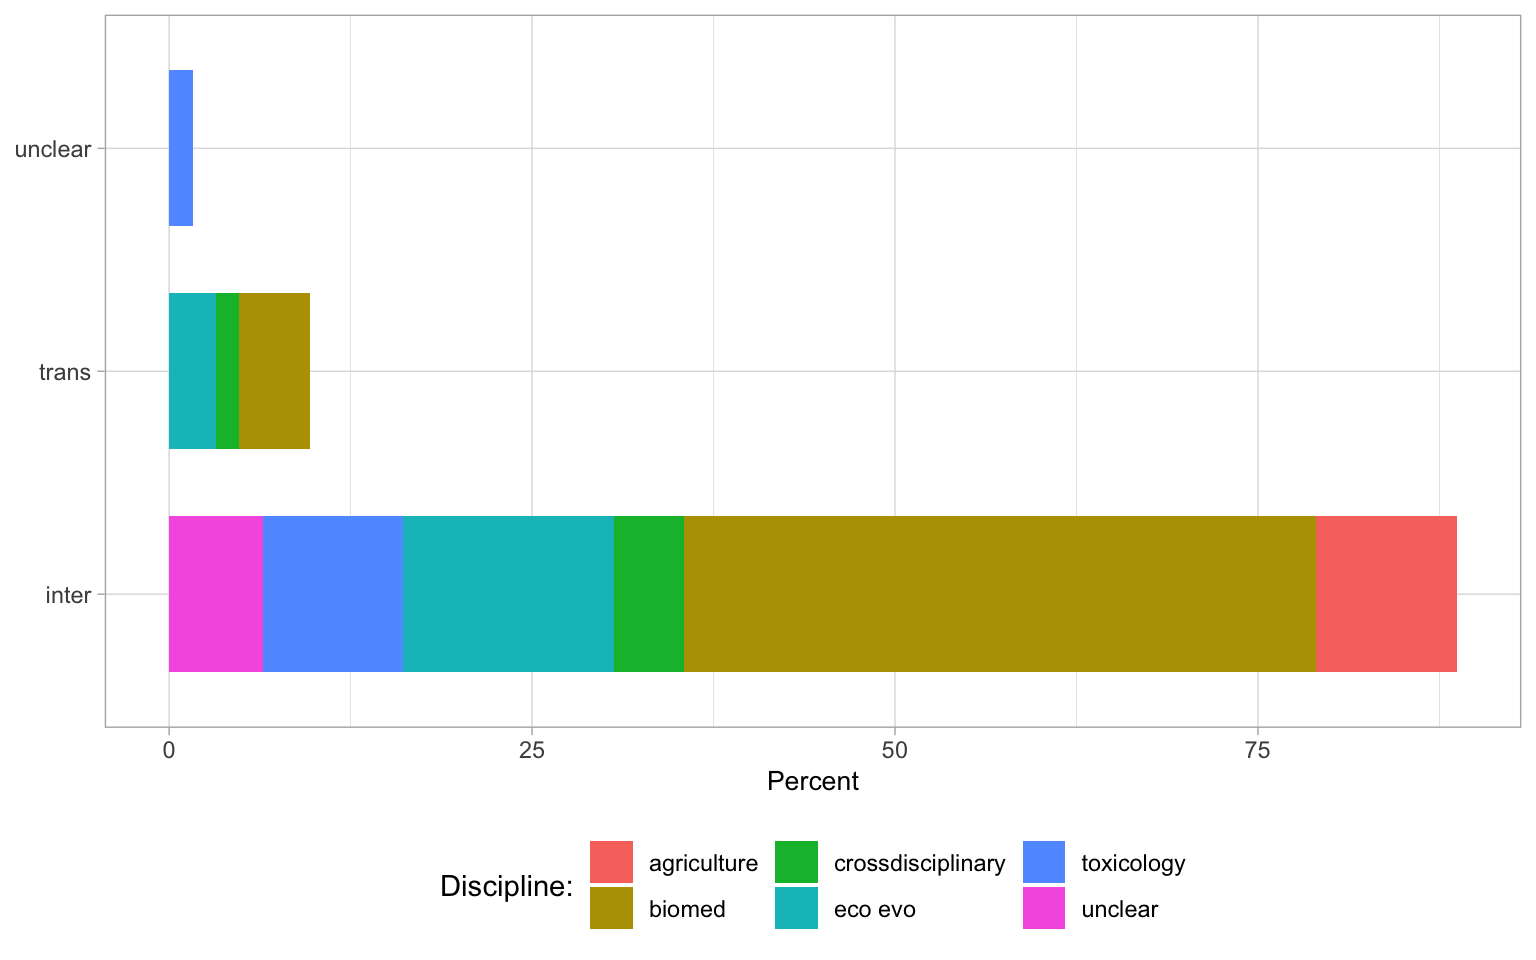 unclear
trans
inter
0 25 50 75
Percent
Discipline:
agriculture crossdisciplinary toxicology
biomed eco evo unclear